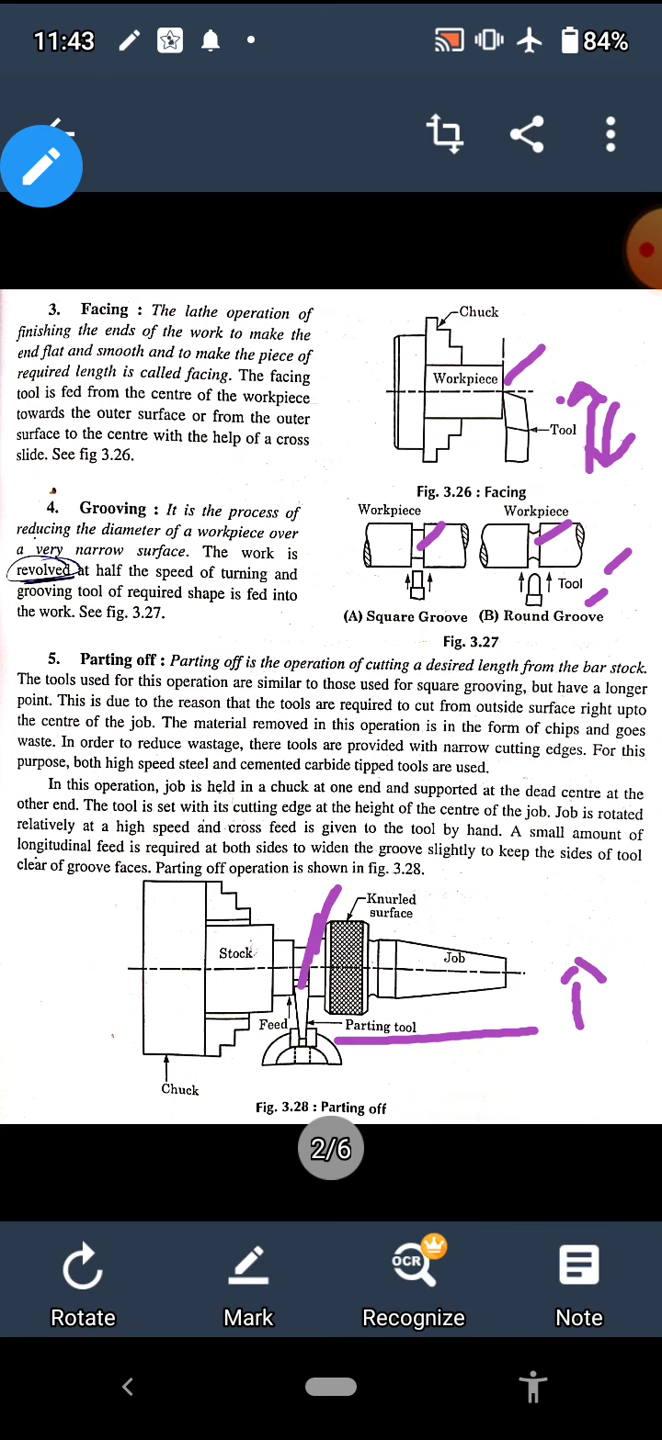 11:43
84%
3. Facing : The lathe operation of
finishing the ends of the work to make the
end flat and smooth and to make the piece of
required length is called facing. The facing
tool is fed from the centre of the workpiece
towards the outer surface or from the outer
surface to the centre with the help of a cross
slide. See fig 3.26.
Chuck
Workpiece
Tool
Fig. 3.26 : Facing
4. Grooving : It is the process of
reducing the diameter of a workpiece over
a very narrow surface. The work is
revolved at half the speed of turning and
grooving tool of required shape is fed into
the work. See fig. 3.27.
Workpiece
Workpiece
Tool
(A) Square Groove (B) Round Groove
Fig. 3.27
5. Parting off : Parting off is the operation of cutting a desired length from the bar stock.
The tools used for this operation are similar to those used for square grooving, but have a longer
point. This is due to the reason that the tools are required to cut from outside surface right upto
the centre of the job. The material removed in this operation is in the form of chips and goes
waste. In order to reduce wastage, there tools are provided with narrow cutting edges. For this
purpose, both high speed steel and cemented carbide tipped tools are used.
In this operation, job is held in a chuck at one end and supported at the dead centre at the
other end. The tool is set with its cutting edge at the height of the centre of the job. Job is rotated
relatively at a high speed and cross feed is given to the tool by hand. A small amount of
longitudinal feed is required at both sides to widen the groove slightly to keep the sides of tool
clear of groove faces. Parting off operation is shown in fig. 3.28.
Knurled
surface
Stock
Job
Feed
Parting tool
Chuck
Fig. 3.28 : Parting off
2/6
OCR
Rotate
Mark
Recognize
Note